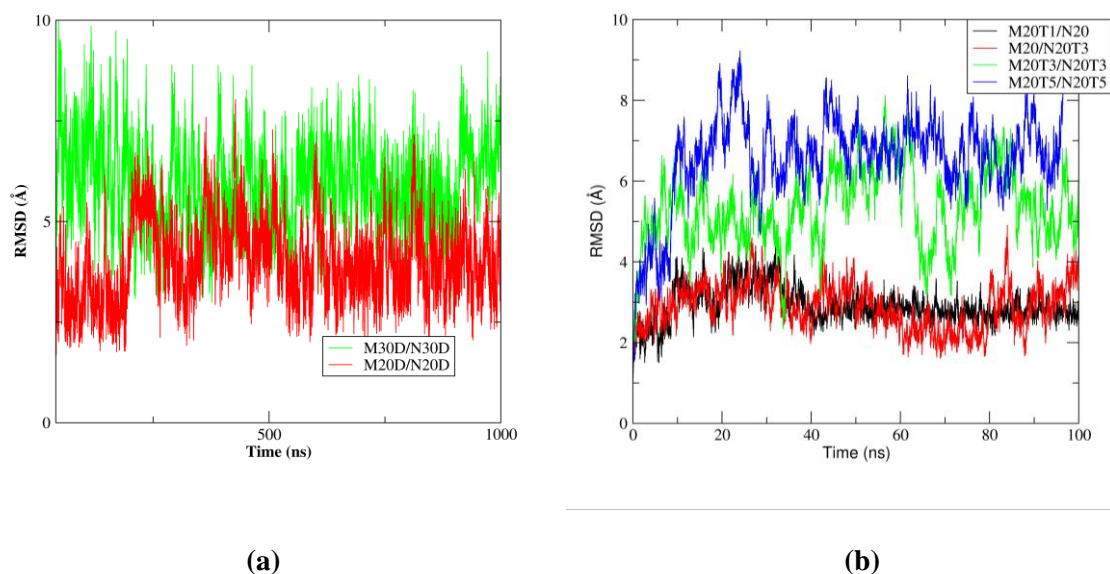 10
5
0
RMSD (Å)
500
1000
Time (ns)
M30D/N30D
M20D/N20D
(a)
10
8
6
4
2
0
RMSD (Å)
0
20
40
60
80
100
Time (ns)
M20T1/N20
M20/N20T3
M20T3/N20T3
M20T5/N20T5
(b)